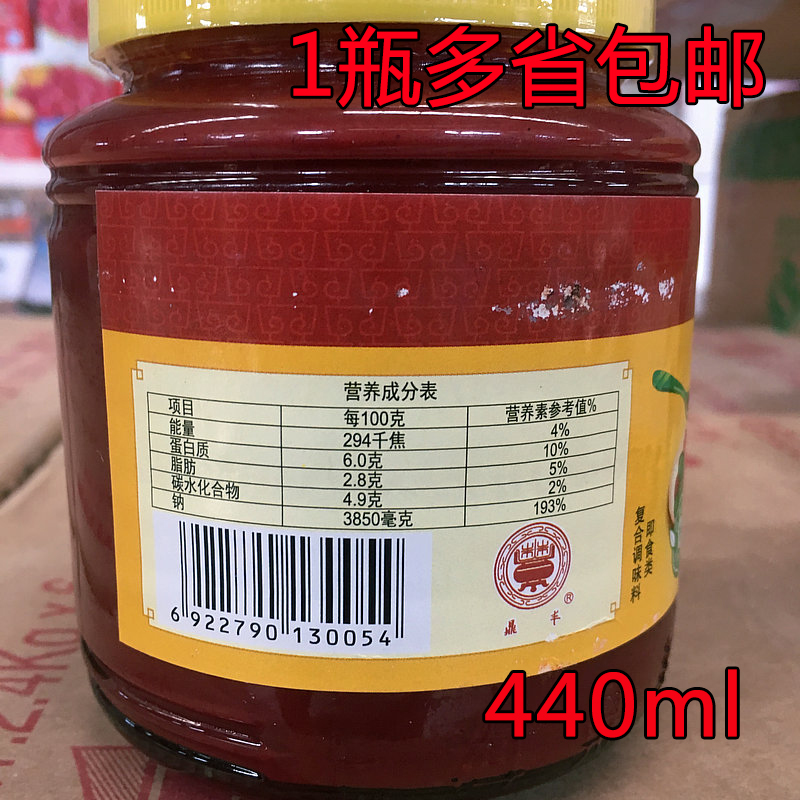 1瓶多省包邮
营养成分表
项目 每100克 营养素参考值%
能量 294千焦 4%
蛋白质 6.0克 10%
脂肪 2.8克 5%
碳水化合物 4.9克 2%
钠 3850毫克 193%
即食类
复合调味料
6 922790 130054
鼎丰®
440ml
2.4Kg